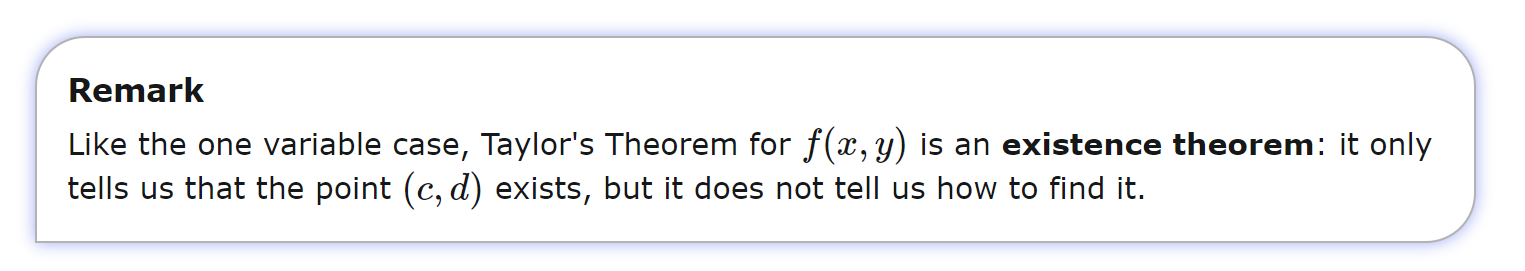 Remark
Like the one variable case, Taylor's Theorem for f(x, y) is an existence theorem: it only
tells us that the point (c, d) exists, but it does not tell us how to find it.